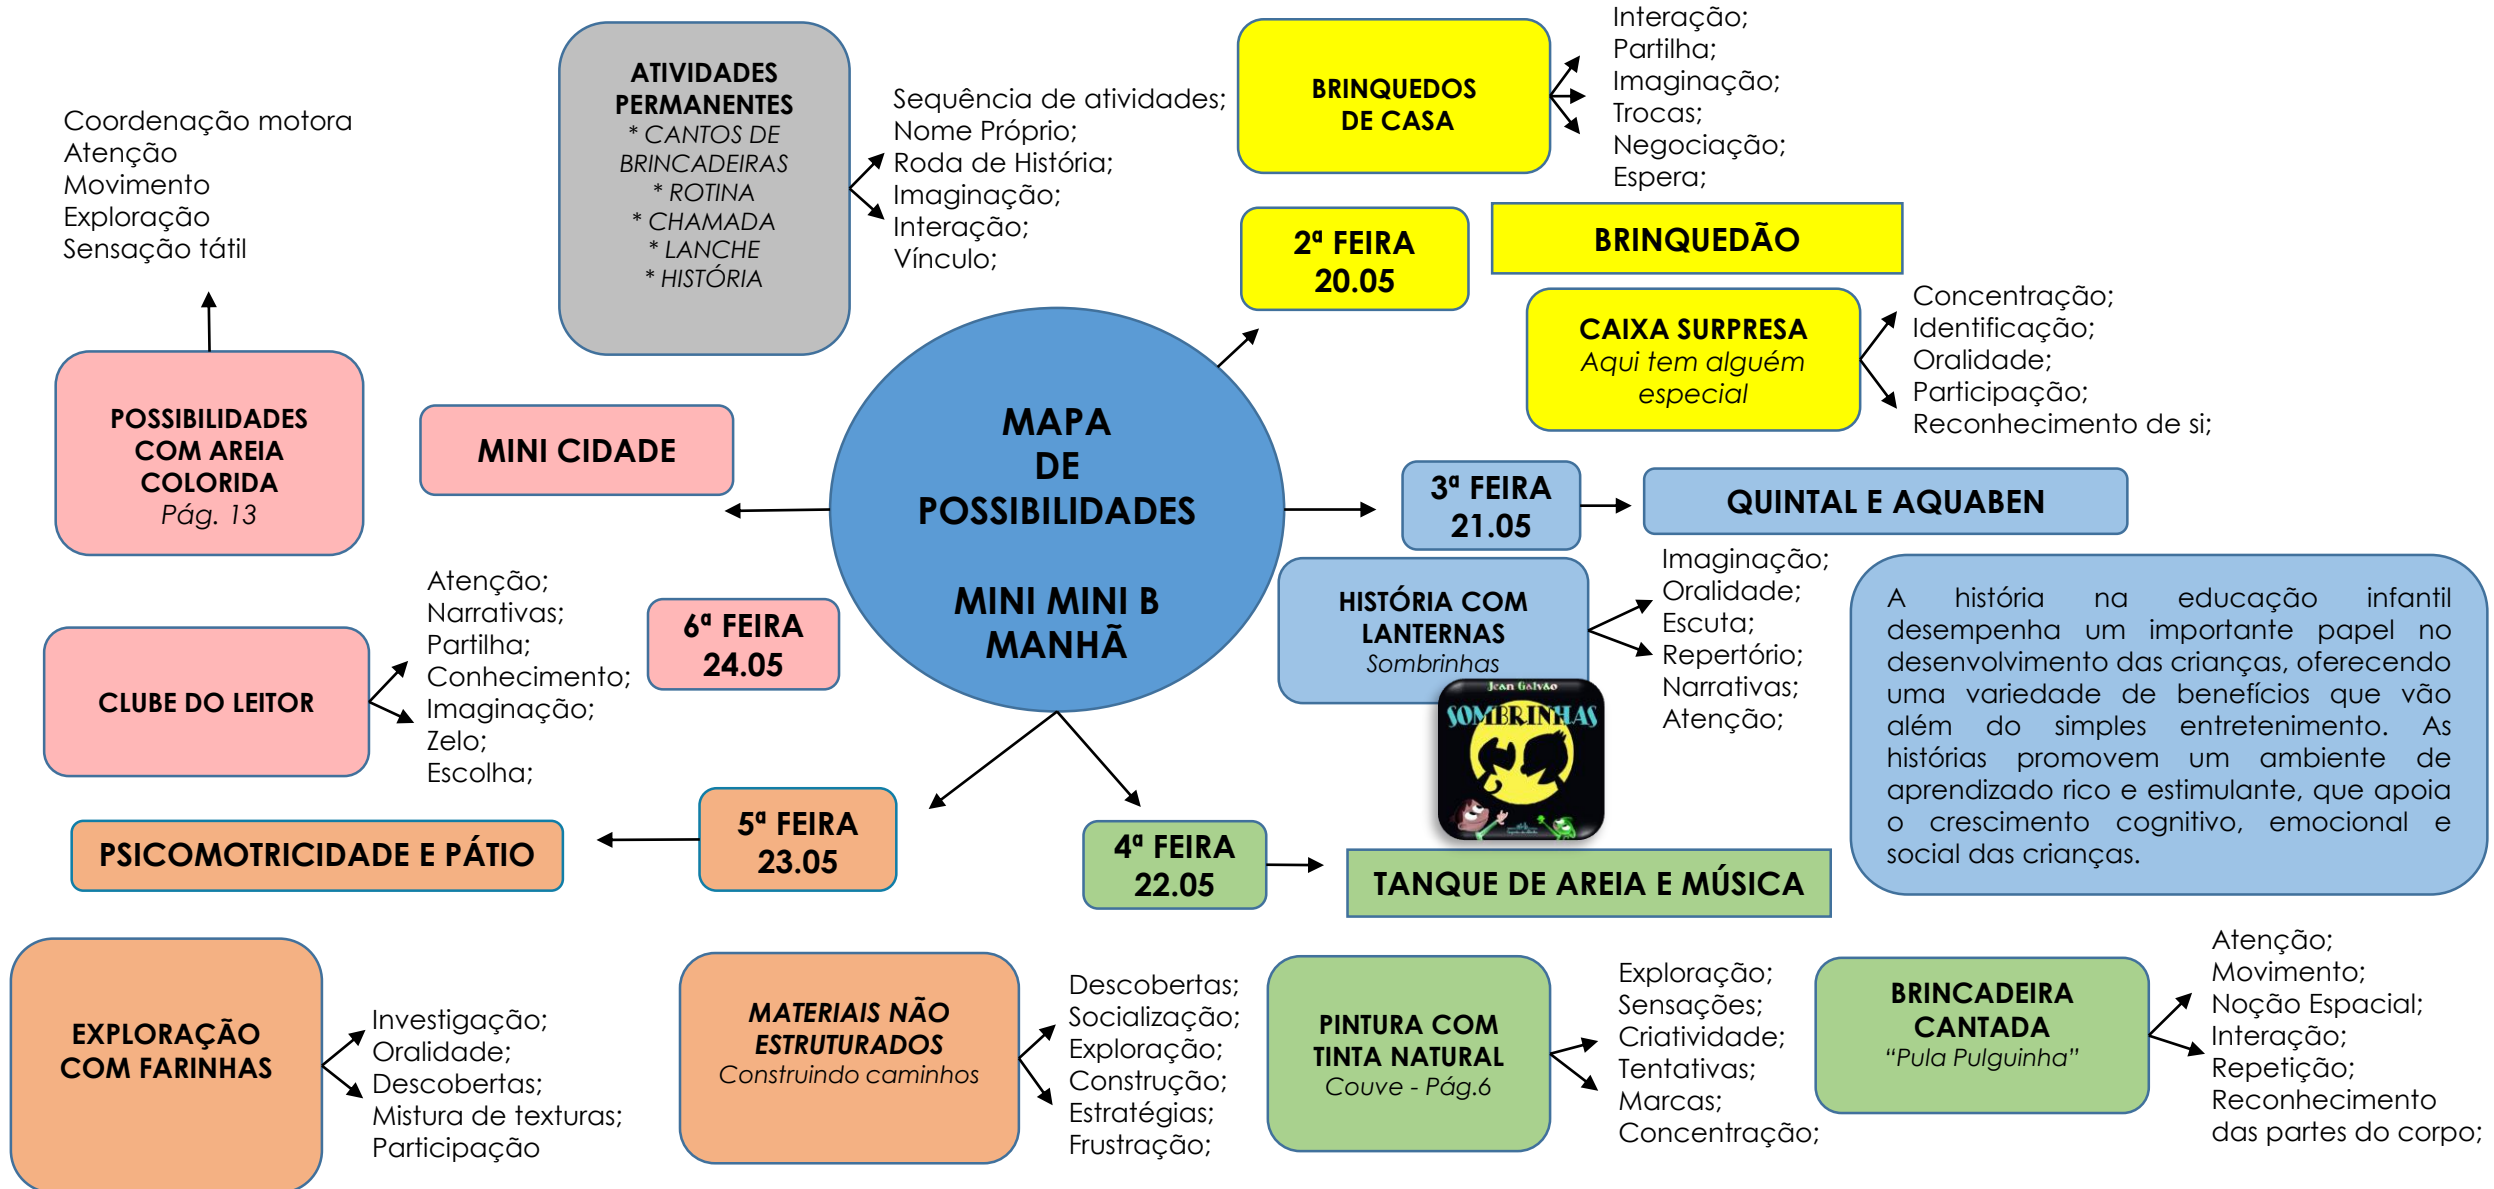 ATIVIDADES
PERMANENTES
* CANTOS DE
BRINCADEIRAS
* ROTINA
* CHAMADA
* LANCHE
* HISTÓRIA
Sequência de atividades;
Nome Próprio;
Roda de História;
Imaginação;
Interação;
Vínculo;
BRINQUEDOS
DE CASA
Interação;
Partilha;
Imaginação;
Trocas;
Negociação;
Espera;
2ª FEIRA
20.05
BRINQUEDÃO
CAIXA SURPRESA
Aqui tem alguém
especial
Concentração;
Identificação;
Oralidade;
Participação;
Reconhecimento de si;
Coordenação motora
Atenção
Movimento
Exploração
Sensação tátil
POSSIBILIDADES
COM AREIA
COLORIDA
Pág. 13
MINI CIDADE
MAPA
DE
POSSIBILIDADES
MINI MINI B
MANHÃ
3ª FEIRA
21.05
QUINTAL E AQUABEN
HISTÓRIA COM
LANTERNAS
Sombrinhas
Jean Galvão
SOMBRINHAS
Imaginação;
Oralidade;
Escuta;
Repertório;
Narrativas;
Atenção;
A história na educação infantil
desempenha um importante papel no
desenvolvimento das crianças, oferecendo
uma variedade de benefícios que vão
além do simples entretenimento. As
histórias promovem um ambiente de
aprendizado rico e estimulante, que apoia
o crescimento cognitivo, emocional e
social das crianças.
6ª FEIRA
24.05
CLUBE DO LEITOR
Atenção;
Narrativas;
Partilha;
Conhecimento;
Imaginação;
Zelo;
Escolha;
5ª FEIRA
23.05
PSICOMOTRICIDADE E PÁTIO
4ª FEIRA
22.05
TANQUE DE AREIA E MÚSICA
EXPLORAÇÃO
COM FARINHAS
Investigação;
Oralidade;
Descobertas;
Mistura de texturas;
Participação
MATERIAIS NÃO
ESTRUTURADOS
Construindo caminhos
Descobertas;
Socialização;
Exploração;
Construção;
Estratégias;
Frustração;
PINTURA COM
TINTA NATURAL
Couve - Pág.6
Exploração;
Sensações;
Criatividade;
Tentativas;
Marcas;
Concentração;
BRINCADEIRA
CANTADA
“Pula Pulguinha”
Atenção;
Movimento;
Noção Espacial;
Interação;
Repetição;
Reconhecimento
das partes do corpo;